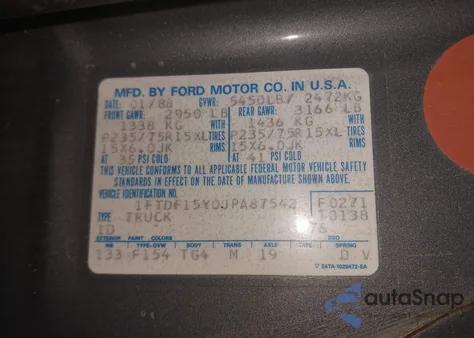 MFD. BY FORD MOTOR CO. IN U.S.A.
DATE: 01/88 GVWR: 5450LB/ 2472KG
FRONT GAWR: 2950 LB REAR GAWR: 3166 LB
1338 KG WITH 1436 KG WITH
P235/75R15XL TIRES P235/75R15XL TIRES
15X6.0JK RIMS 15X6.0JK RIMS
AT 35 PSI COLD AT 41 PSI COLD
THIS VEHICLE CONFORMS TO ALL APPLICABLE FEDERAL MOTOR VEHICLE SAFETY
STANDARDS IN EFFECT ON THE DATE OF MANUFACTURE SHOWN ABOVE.
VEHICLE IDENTIFICATION NO.
1FTDF15Y0JPA87542 F0271
TYPE TRUCK T0138
1D 76
EXTERIOR PAINT COLORS
WB TYPE-GVW BODY TRANS AXLE SPRING
133 F154 TG4 M 19 D V
E4TA-1029472-EA
autoSnap